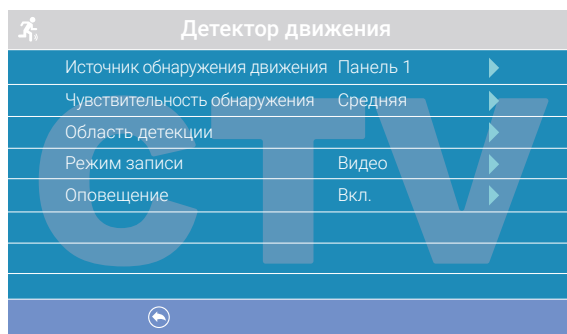 Детектор движения
Источник обнаружения движения Панель 1
Чувствительность обнаружения Средняя
Область детекции
Режим записи Видео
Оповещение Вкл.
CTV